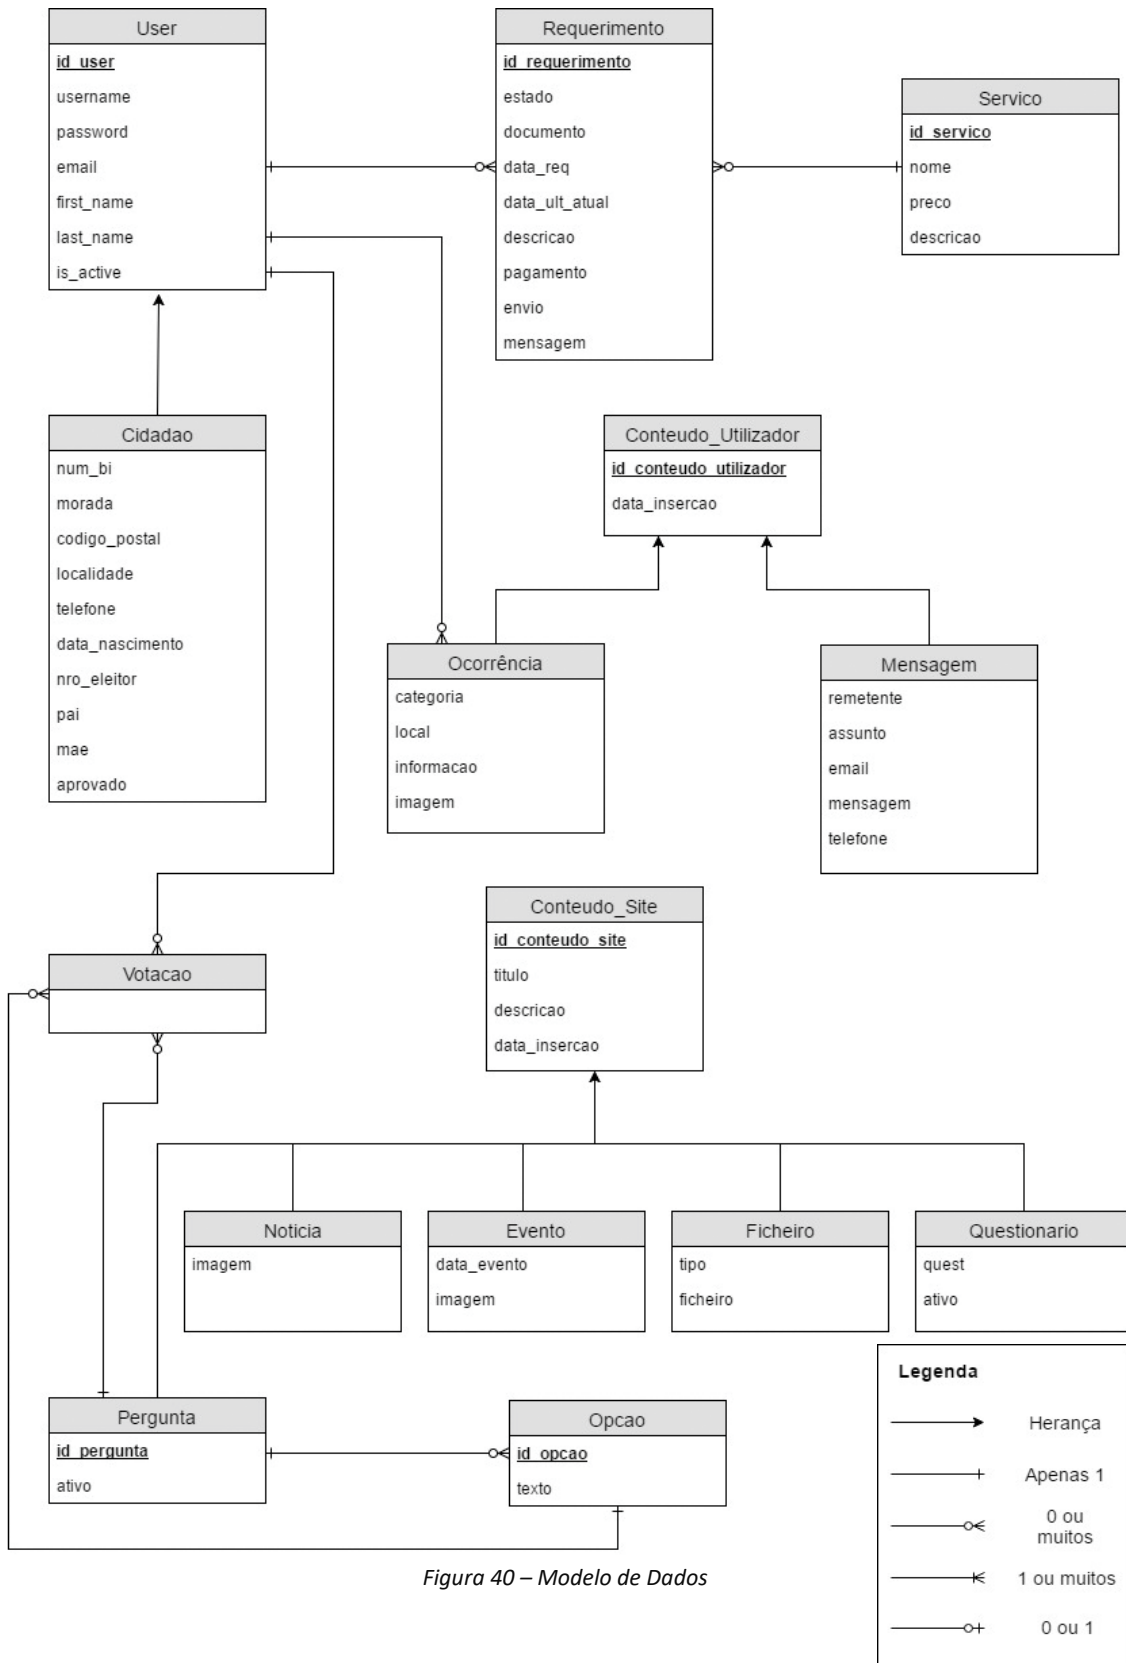 User
id_user
username
password
email
first_name
last_name
is_active
Requerimento
id_requerimento
estado
documento
data_req
data_ult_atual
descricao
pagamento
envio
mensagem
Servico
id_servico
nome
preco
descricao
Cidadao
num_bi
morada
codigo_postal
localidade
telefone
data_nascimento
nro_eleitor
pai
mae
aprovado
Conteudo_Utilizador
id_conteudo_utilizador
data_insercao
Ocorrência
categoria
local
informacao
imagem
Mensagem
remetente
assunto
email
mensagem
telefone
Votacao
Conteudo_Site
id_conteudo_site
titulo
descricao
data_insercao
Noticia
imagem
Evento
data_evento
imagem
Ficheiro
tipo
ficheiro
Questionario
quest
ativo
Pergunta
id_pergunta
ativo
Opcao
id_opcao
texto
Legenda
Herança
Apenas 1
0 ou
muitos
1 ou muitos
0 ou 1
Figura 40 – Modelo de Dados